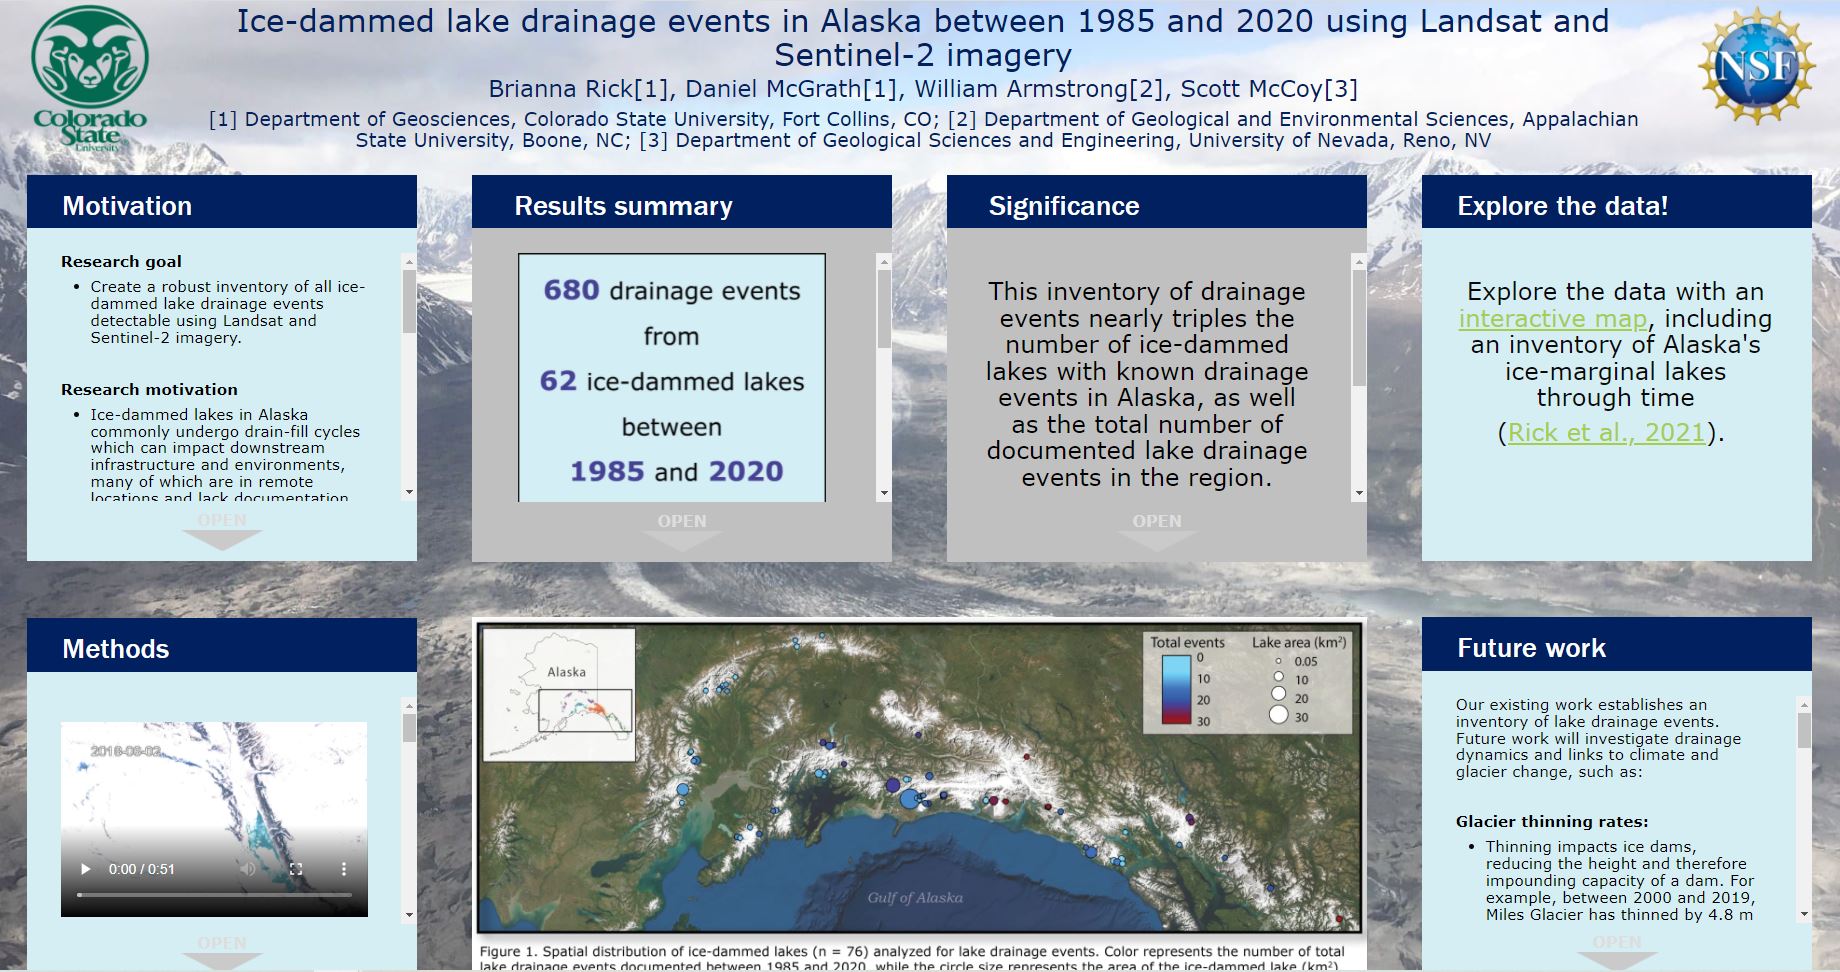 Ice-dammed lake drainage events in Alaska between 1985 and 2020 using Landsat and
Sentinel-2 imagery
Brianna Rick[1], Daniel McGrath[1], William Armstrong[2], Scott McCoy[3]
[1] Department of Geosciences, Colorado State University, Fort Collins, CO; [2] Department of Geological and Environmental Sciences, Appalachian
State University, Boone, NC; [3] Department of Geological Sciences and Engineering, University of Nevada, Reno, NV
Colorado
State
University
NSF
Motivation
Research goal
• Create a robust inventory of all ice-
dammed lake drainage events
detectable using Landsat and
Sentinel-2 imagery.
Research motivation
• Ice-dammed lakes in Alaska
commonly undergo drain-fill cycles
which can impact downstream
infrastructure and environments,
many of which are in remote
locations and lack documentation
OPEN
Results summary
680 drainage events
from
62 ice-dammed lakes
between
1985 and 2020
OPEN
Significance
This inventory of drainage
events nearly triples the
number of ice-dammed
lakes with known drainage
events in Alaska, as well
as the total number of
documented lake drainage
events in the region.
OPEN
Explore the data!
Explore the data with an
interactive map, including
an inventory of Alaska's
ice-marginal lakes
through time
(Rick et al., 2021).
Methods
2018-08-02
0:00 / 0:51
OPEN
Alaska
Total events
0
10
20
30
Lake area (km²)
0.05
10
20
30
Gulf of Alaska
Figure 1. Spatial distribution of ice-dammed lakes (n = 76) analyzed for lake drainage events. Color represents the number of total
lake drainage events documented between 1985 and 2020, while the circle size represents the area of the ice-dammed lake (km²).
Future work
Our existing work establishes an
inventory of lake drainage events.
Future work will investigate drainage
dynamics and links to climate and
glacier change, such as:
Glacier thinning rates:
• Thinning impacts ice dams,
reducing the height and therefore
impounding capacity of a dam. For
example, between 2000 and 2019,
Miles Glacier has thinned by 4.8 m
OPEN